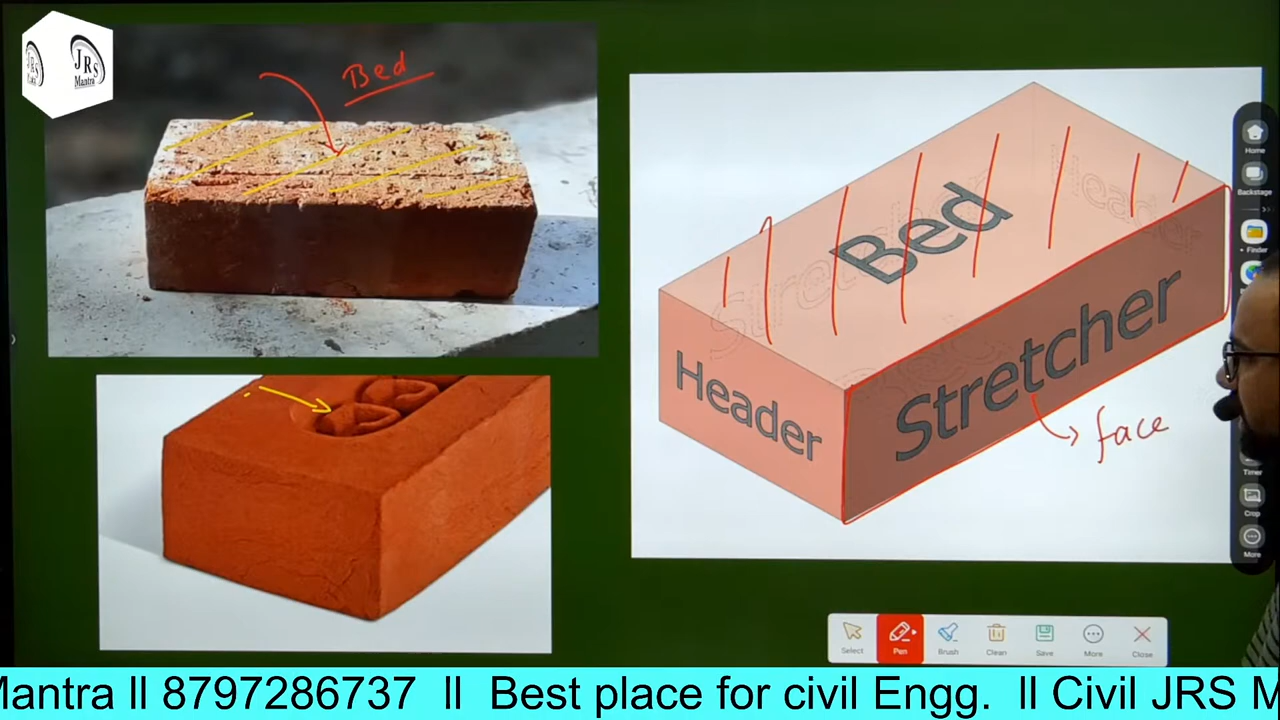 JRS
Mantra
Bed
Bed
Header
Stretcher
face
Home
Backstage
Finder
Timer
Crop
More
Select
Pen
Brush
Clean
Save
More
Close
Mantra ll 8797286737 ll Best place for civil Engg. ll Civil JRS M